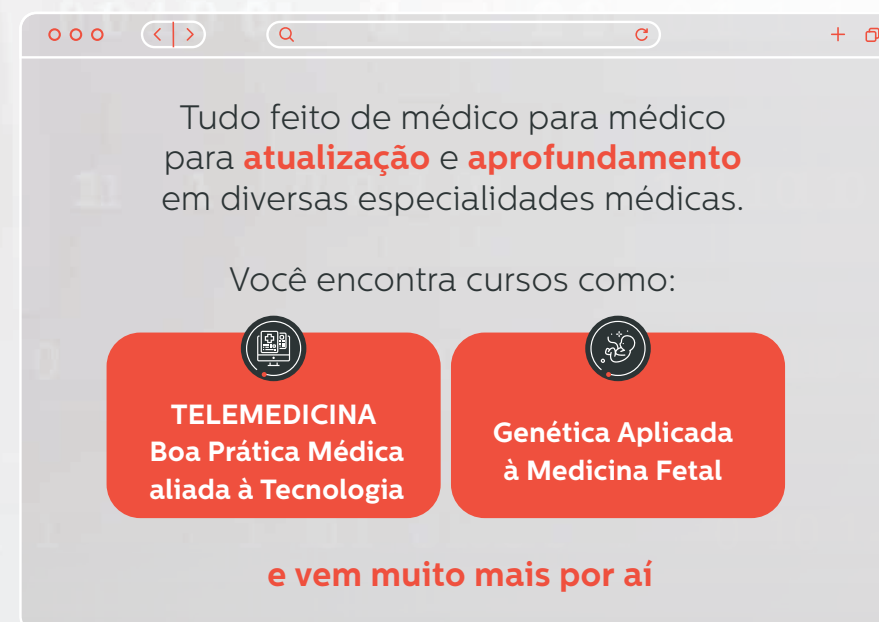 Tudo feito de médico para médico
para atualização e aprofundamento
em diversas especialidades médicas.
Você encontra cursos como:
TELEMEDICINA
Boa Prática Médica
aliada à Tecnologia
Genética Aplicada
à Medicina Fetal
e vem muito mais por aí